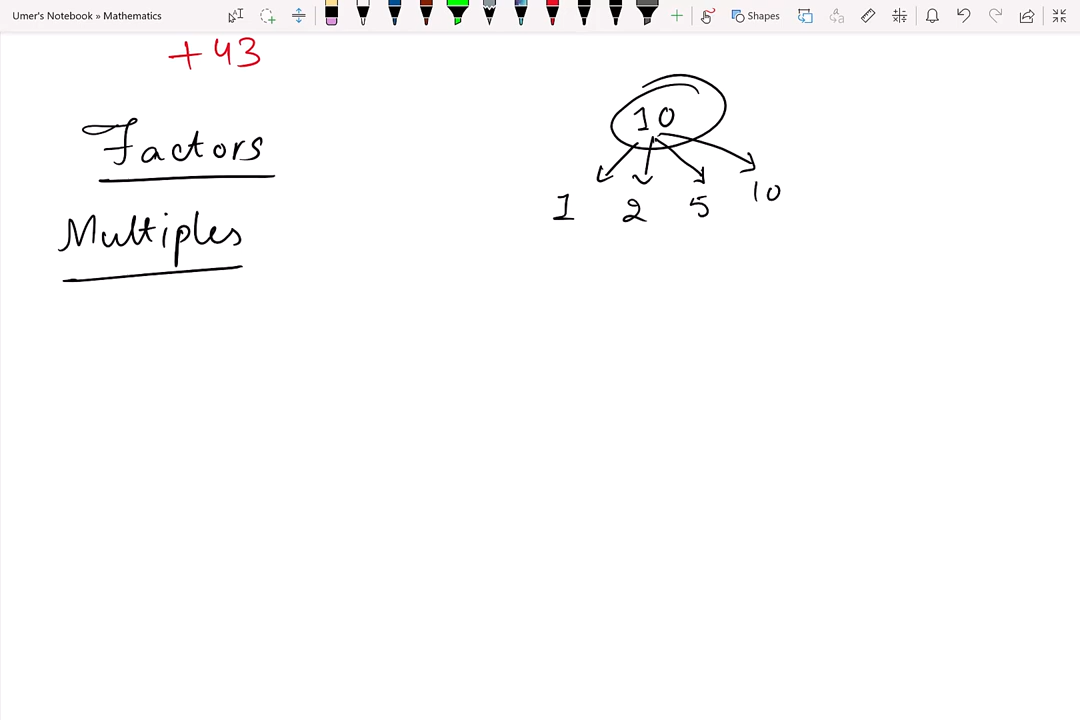 Umer's Notebook » Mathematics
Shapes
+43
10
Factors
1 2 5 10
Multiples